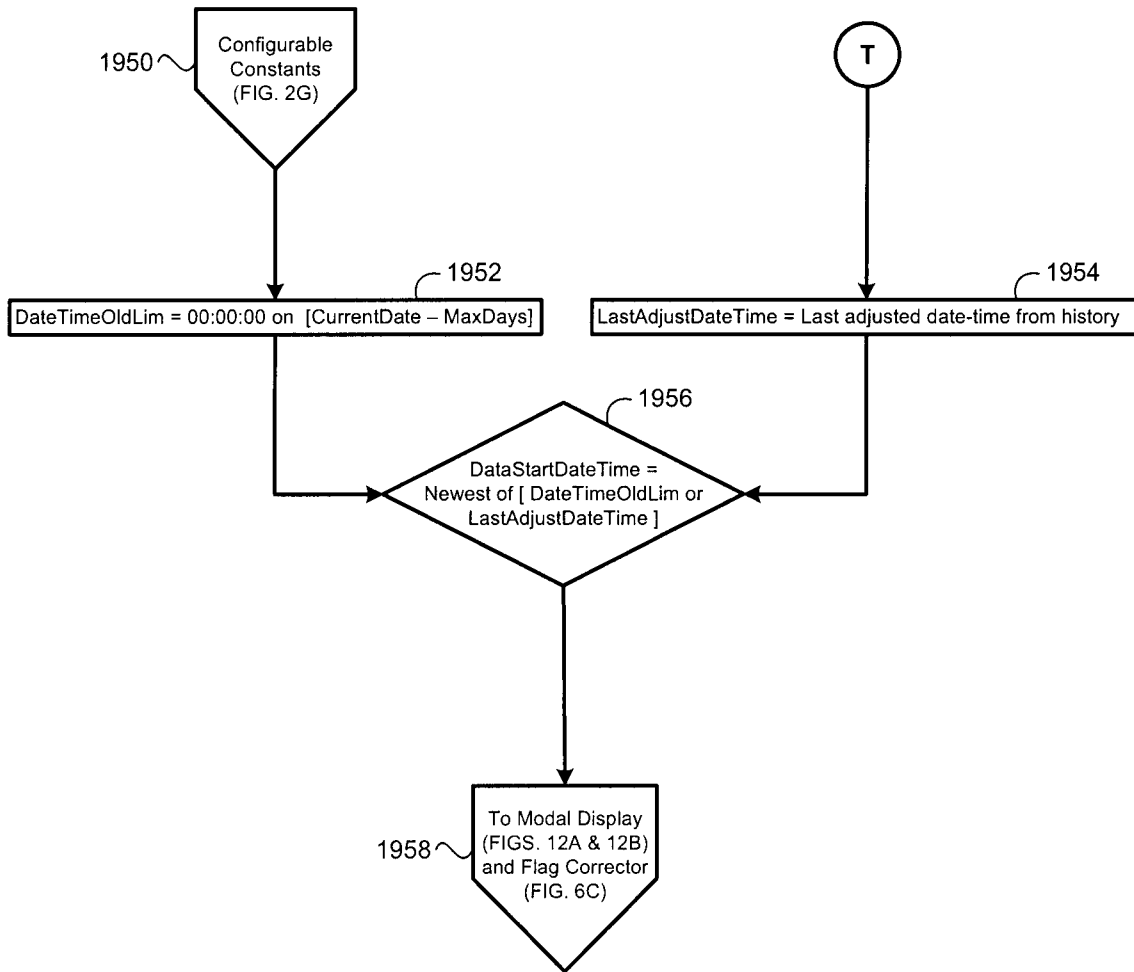 1950
Configurable
Constants
(FIG. 2G)
T
1952
DateTimeOldLim = 00:00:00 on [CurrentDate – MaxDays]
1954
LastAdjustDateTime = Last adjusted date-time from history
1956
DataStartDateTime =
Newest of [ DateTimeOldLim or
LastAdjustDateTime ]
1958
To Modal Display
(FIGS. 12A & 12B)
and Flag Corrector
(FIG. 6C)